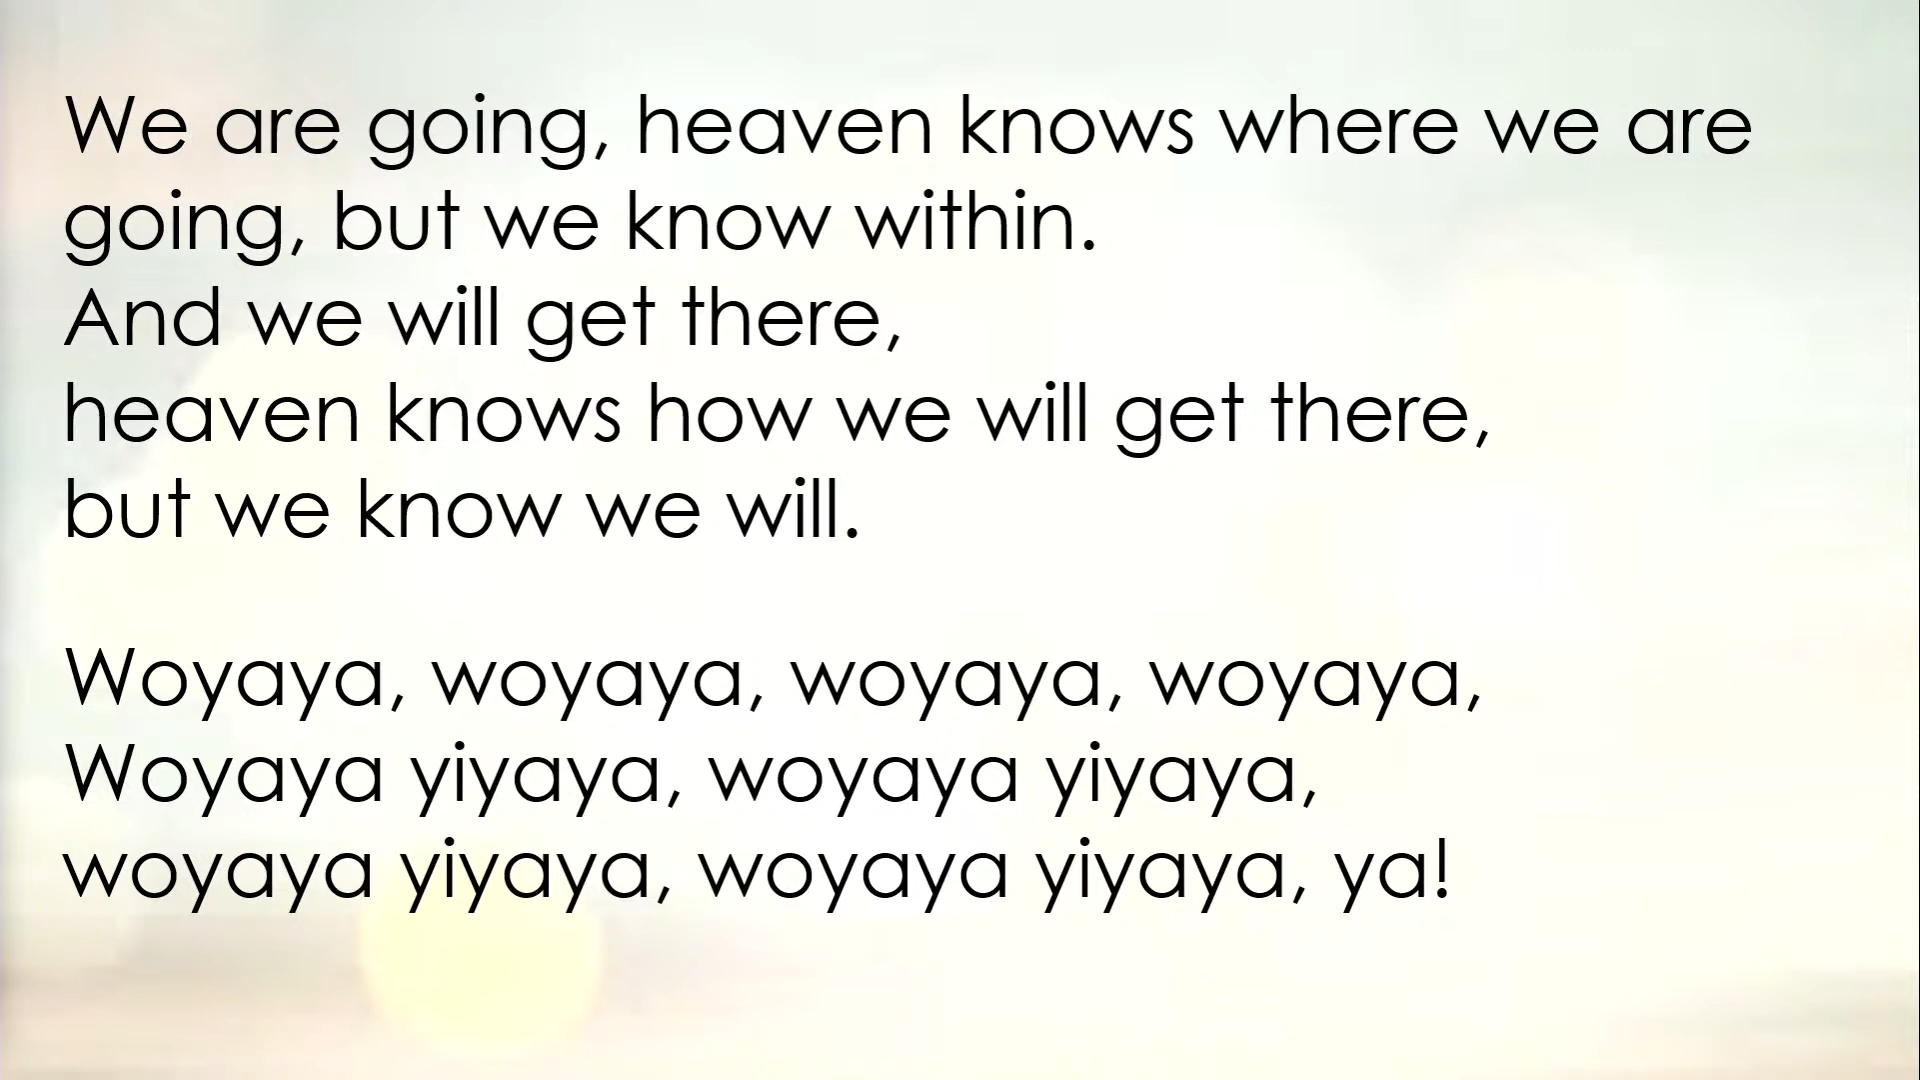 We are going, heaven knows where we are
going, but we know within.
And we will get there,
heaven knows how we will get there,
but we know we will.
Woyaya, woyaya, woyaya, woyaya,
Woyaya yiyaya, woyaya yiyaya,
woyaya yiyaya, woyaya yiyaya, ya!